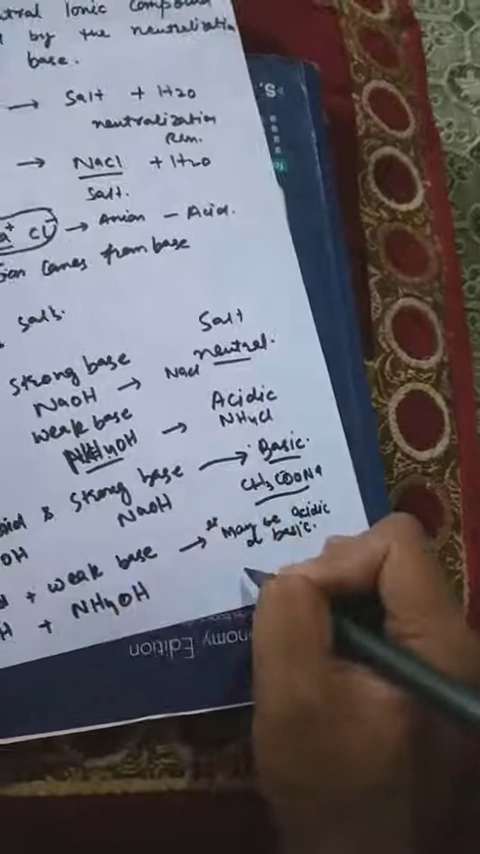 tral Ionic Compound
by the neutralizatio
base.
→ Salt + H2O
neutralization
Rxn.
→ NaCl + H2O
Salt.
a+ Cl- → Anion - Acid.
ion comes from base
salts.
Salt
Strong base neutral.
NaOH → Nacl
weak base Acidic
NH4OH → NH4Cl
& Strong base → Basic.
OH NaOH CH3COONa
+ weak base → May be acidic
or basic.
H + NH4OH
nomy Edition
S.